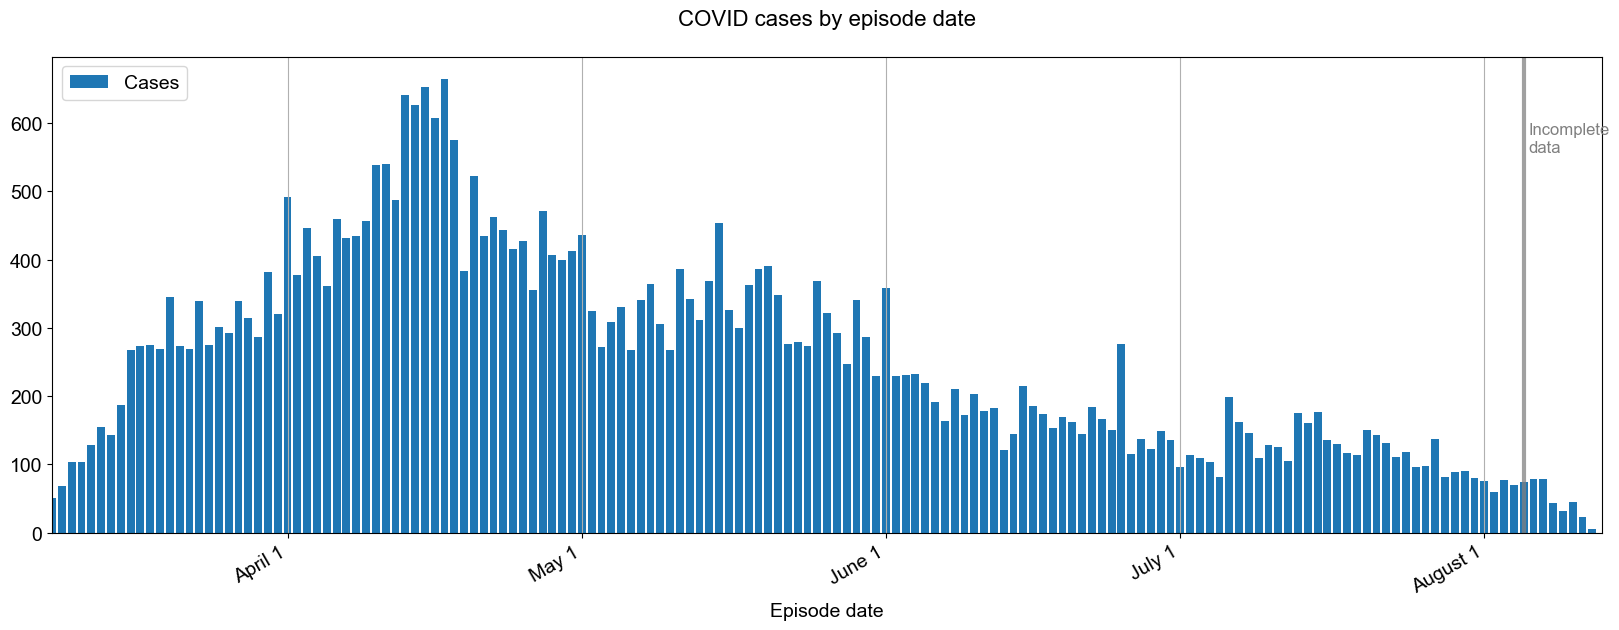 COVID cases by episode date
Cases
600
500
400
300
200
100
0
Incomplete
data
April 1
May 1
June 1
July 1
August 1
Episode date